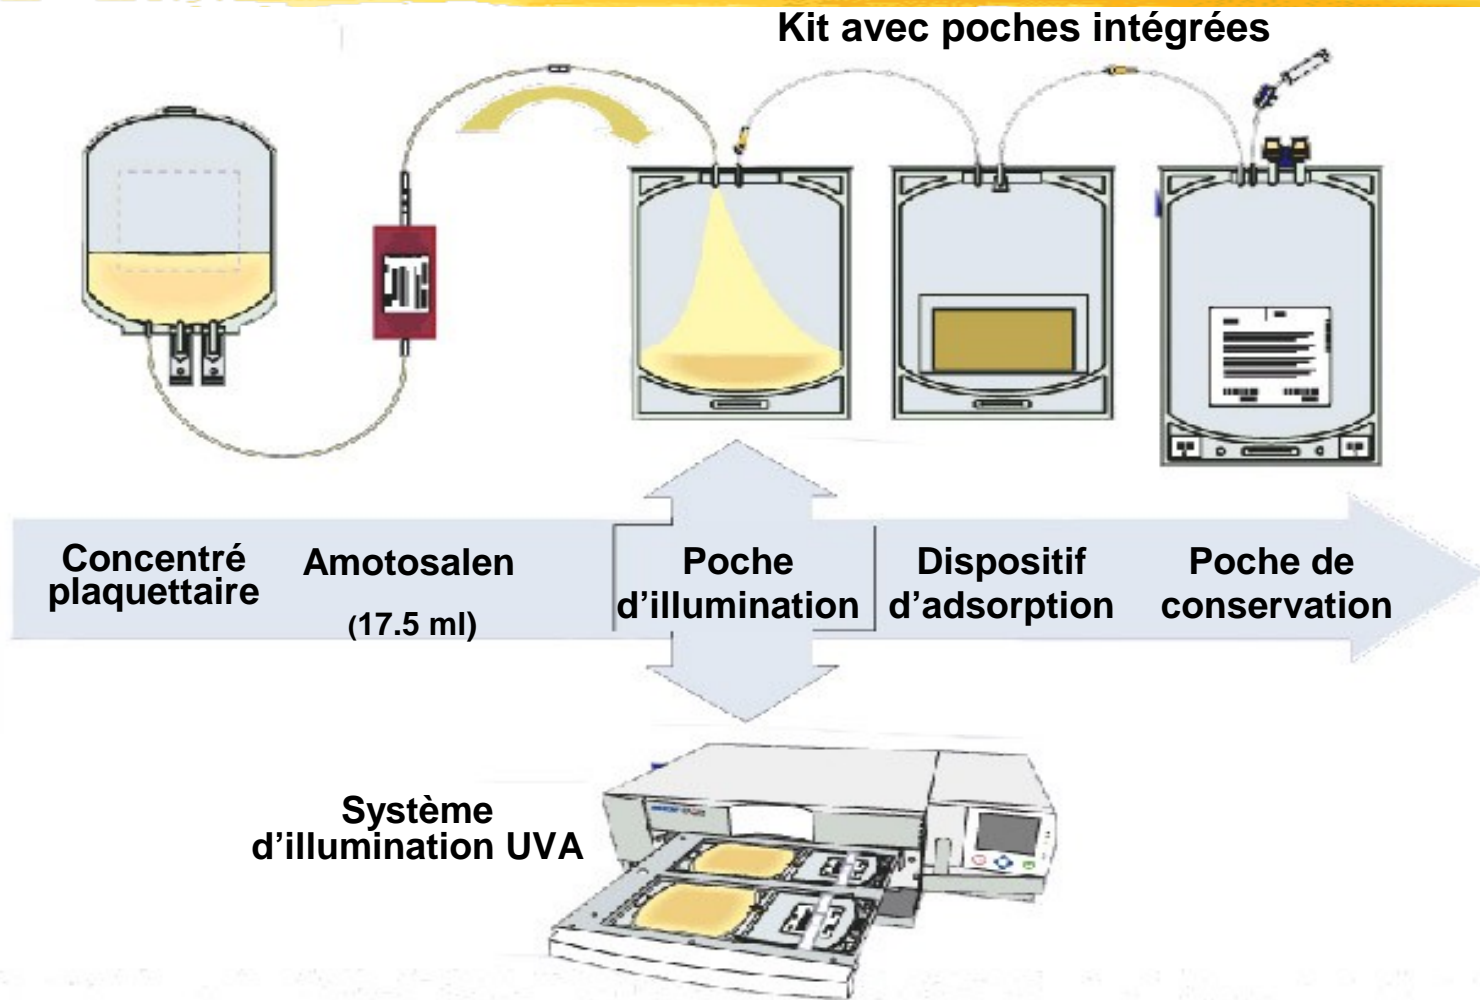 Kit avec poches intégrées
Concentré
plaquettaire
Amotosalen
(17.5 ml)
Poche
d’illumination
Dispositif
d’adsorption
Poche de
conservation
Système
d’illumination UVA